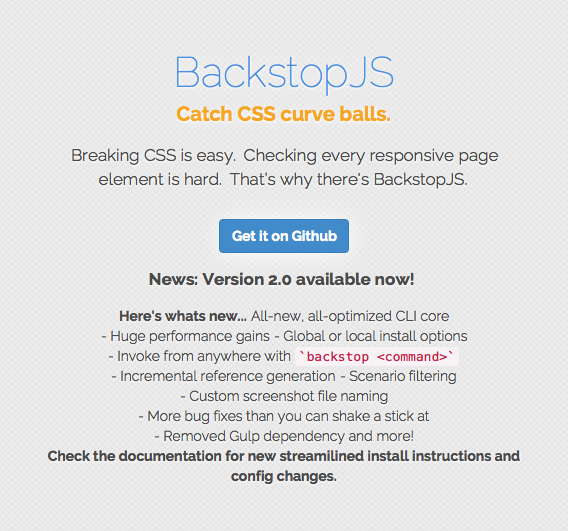 BackstopJS
Catch CSS curve balls.
Breaking CSS is easy. Checking every responsive page
element is hard. That's why there's BackstopJS.
Get it on Github
News: Version 2.0 available now!
Here's whats new... All-new, all-optimized CLI core
- Huge performance gains - Global or local install options
- Invoke from anywhere with `backstop <command>`
- Incremental reference generation - Scenario filtering
- Custom screenshot file naming
- More bug fixes than you can shake a stick at
- Removed Gulp dependency and more!
Check the documentation for new streamilined install instructions and
config changes.